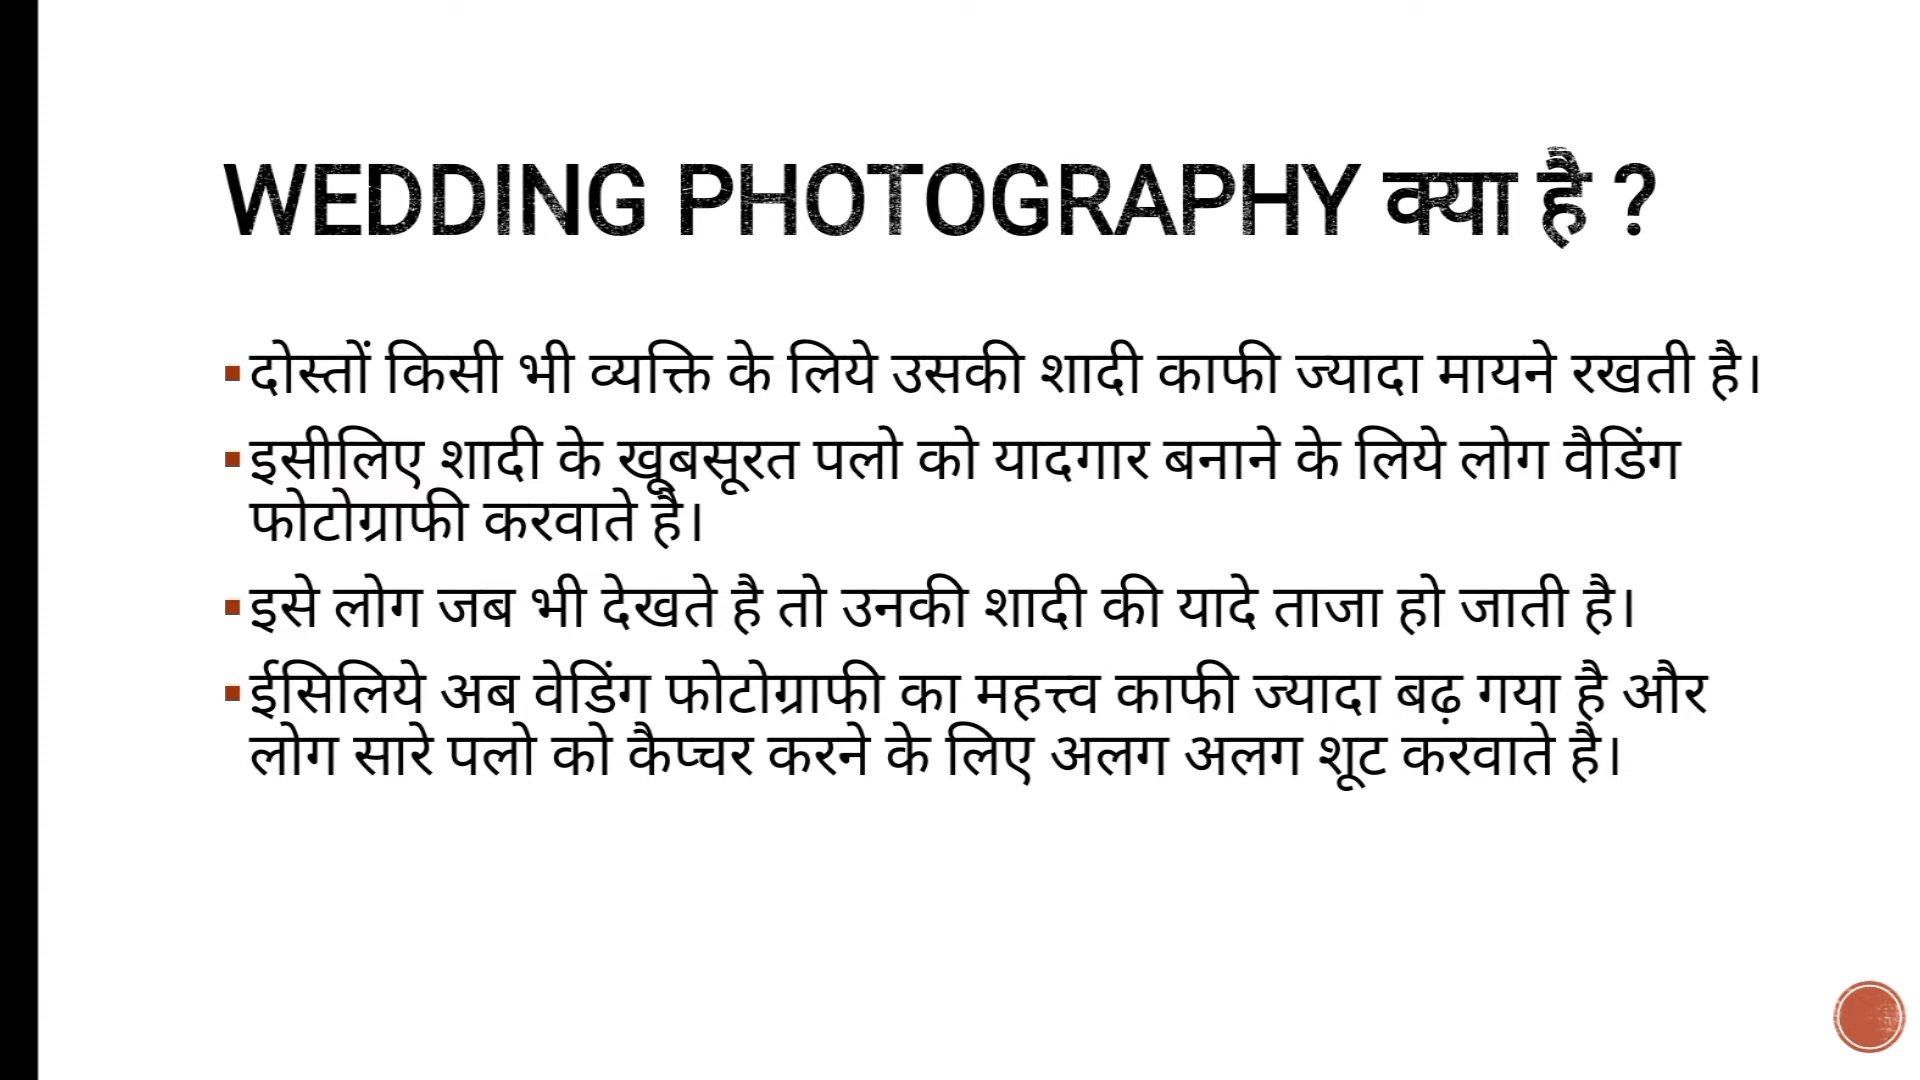 WEDDING PHOTOGRAPHY क्या है ?
▪दोस्तों किसी भी व्यक्ति के लिये उसकी शादी काफी ज्यादा मायने रखती है।
▪इसीलिए शादी के खूबसूरत पलो को यादगार बनाने के लिये लोग वैडिंग
फोटोग्राफी करवाते है।
▪इसे लोग जब भी देखते है तो उनकी शादी की यादे ताजा हो जाती है।
▪ईसिलिये अब वेडिंग फोटोग्राफी का महत्त्व काफी ज्यादा बढ़ गया है और
लोग सारे पलो को कैप्चर करने के लिए अलग अलग शूट करवाते है।